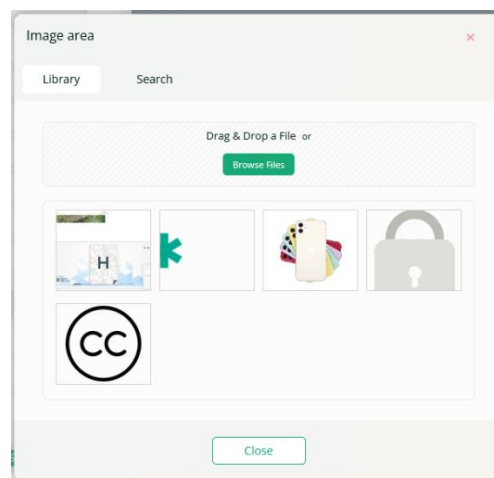 Image area
×
Library
Search
Drag & Drop a File or
Browse Files
H
k
CC
Close